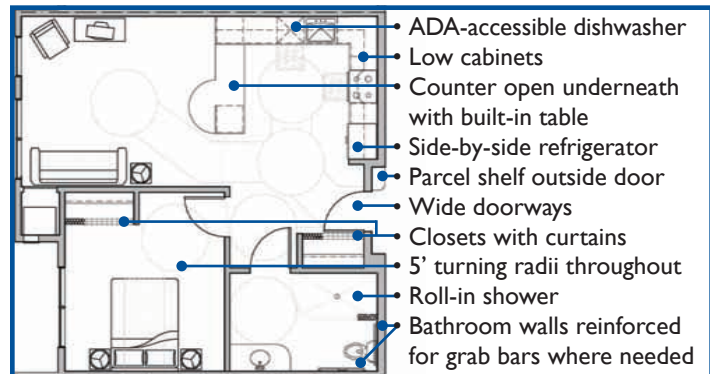 ADA-accessible dishwasher
Low cabinets
Counter open underneath
with built-in table
Side-by-side refrigerator
Parcel shelf outside door
Wide doorways
Closets with curtains
5' turning radii throughout
Roll-in shower
Bathroom walls reinforced
for grab bars where needed